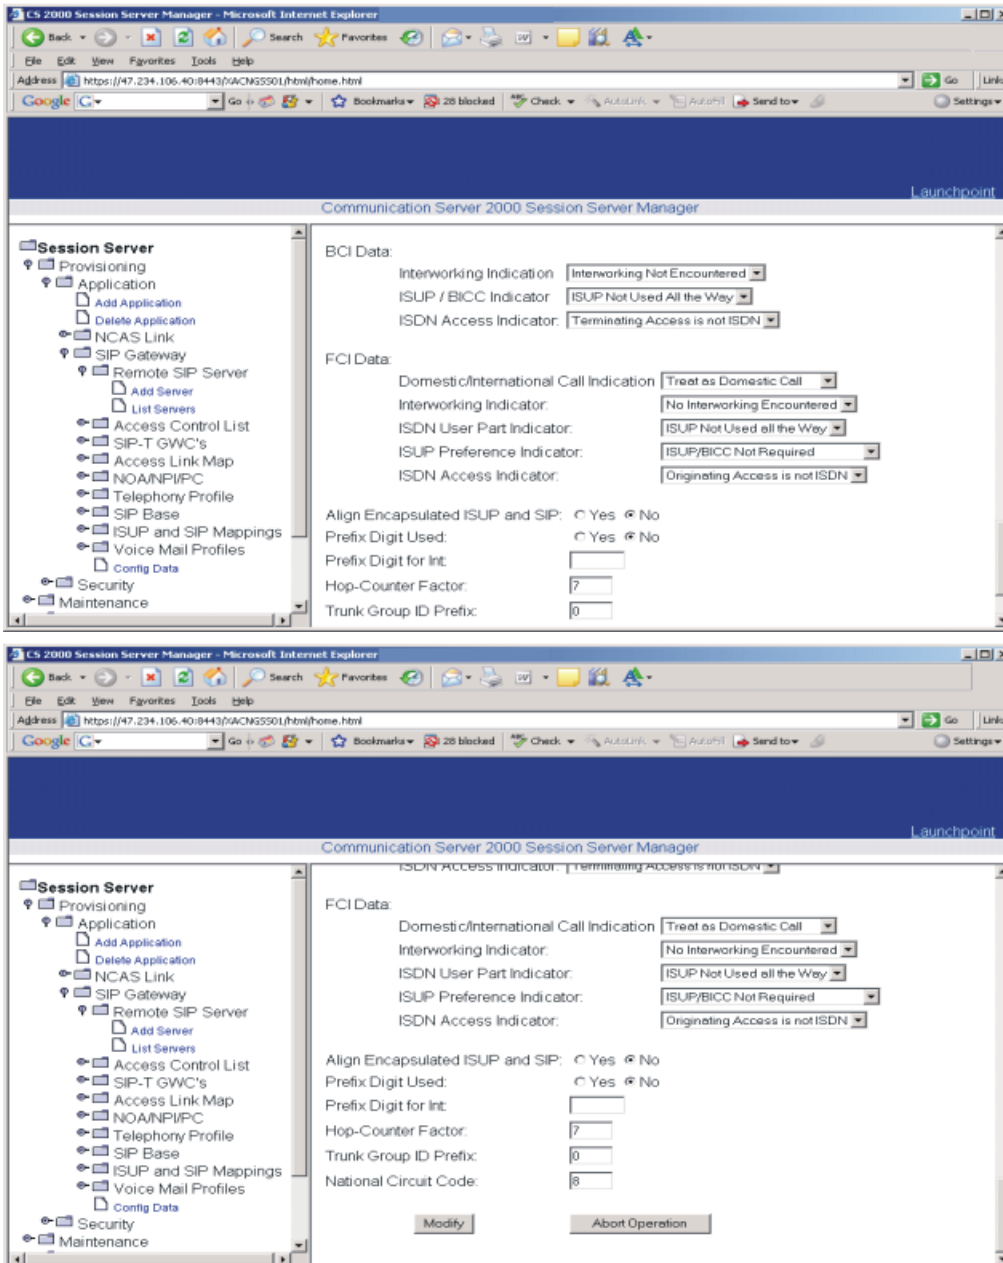 CS 2000 Session Server Manager - Microsoft Internet Explorer
Back Search Favorites
File Edit View Favorites Tools Help
Address https://47.234.106.40:8443/XACNGSS01/html/home.html Go Link
Google Go Bookmarks 28 blocked Check AutoLink AutoFill Send to Settings
Launchpoint
Communication Server 2000 Session Server Manager
Session Server
Provisioning
Application
Add Application
Delete Application
NCAS Link
SIP Gateway
Remote SIP Server
Add Server
List Servers
Access Control List
SIP-T GWC's
Access Link Map
NOA/NPI/PC
Telephony Profile
SIP Base
ISUP and SIP Mappings
Voice Mail Profiles
Config Data
Security
Maintenance
BCI Data:
Interworking Indication Interworking Not Encountered
ISUP / BICC Indicator ISUP Not Used All the Way
ISDN Access Indicator: Terminating Access is not ISDN
FCI Data:
Domestic/International Call Indication Treat as Domestic Call
Interworking Indicator: No Interworking Encountered
ISDN User Part Indicator: ISUP Not Used all the Way
ISUP Preference Indicator: ISUP/BICC Not Required
ISDN Access Indicator: Originating Access is not ISDN
Align Encapsulated ISUP and SIP: Yes No
Prefix Digit Used: Yes No
Prefix Digit for Int:
Hop-Counter Factor: 7
Trunk Group ID Prefix: 0
CS 2000 Session Server Manager - Microsoft Internet Explorer
Back Search Favorites
File Edit View Favorites Tools Help
Address https://47.234.106.40:8443/XACNGSS01/html/home.html Go Link
Google Go Bookmarks 28 blocked Check AutoLink AutoFill Send to Settings
Launchpoint
Communication Server 2000 Session Server Manager
Session Server
Provisioning
Application
Add Application
Delete Application
NCAS Link
SIP Gateway
Remote SIP Server
Add Server
List Servers
Access Control List
SIP-T GWC's
Access Link Map
NOA/NPI/PC
Telephony Profile
SIP Base
ISUP and SIP Mappings
Voice Mail Profiles
Config Data
Security
Maintenance
ISDN Access Indicator: Terminating Access is not ISDN
FCI Data:
Domestic/International Call Indication Treat as Domestic Call
Interworking Indicator: No Interworking Encountered
ISDN User Part Indicator: ISUP Not Used all the Way
ISUP Preference Indicator: ISUP/BICC Not Required
ISDN Access Indicator: Originating Access is not ISDN
Align Encapsulated ISUP and SIP: Yes No
Prefix Digit Used: Yes No
Prefix Digit for Int:
Hop-Counter Factor: 7
Trunk Group ID Prefix: 0
National Circuit Code: 8
Modify Abort Operation